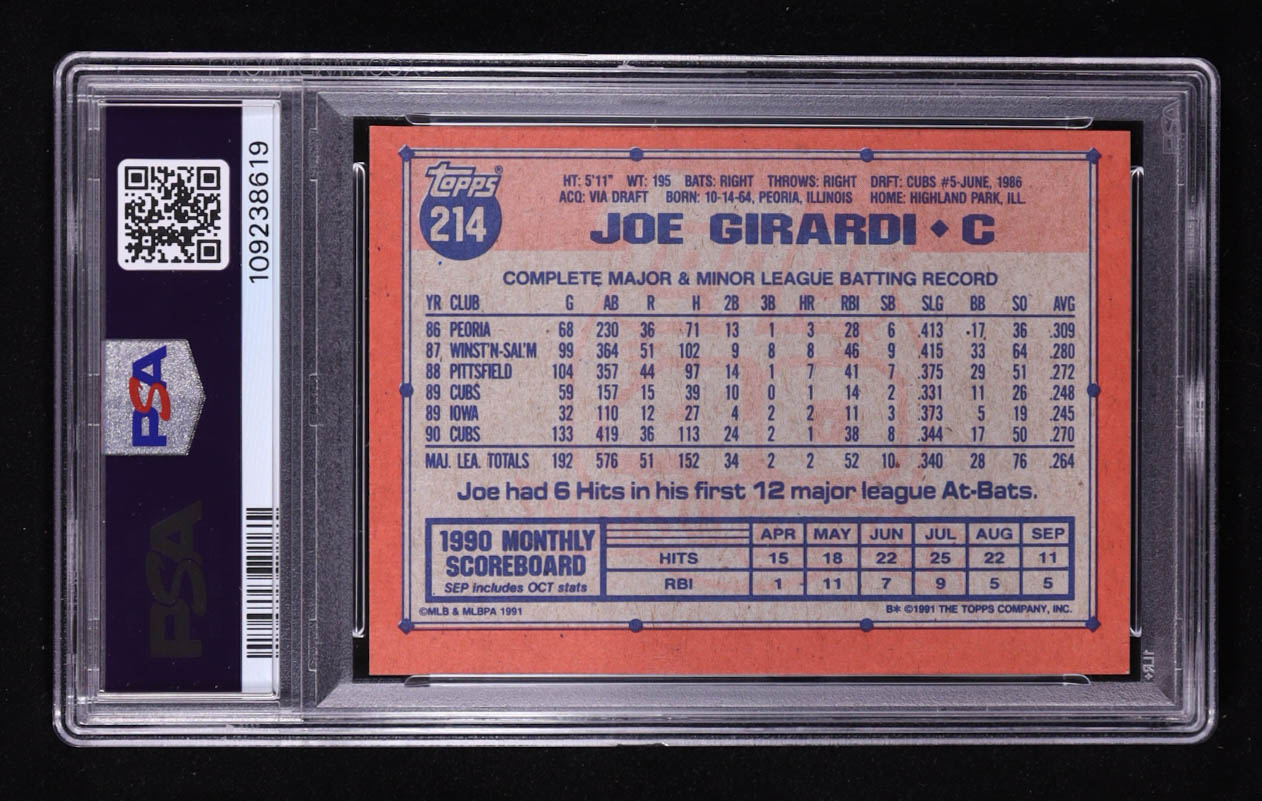 109238619
PSA
PSA
TOPPS®
214
HT: 5'11" WT: 195 BATS: RIGHT THROWS: RIGHT DRFT: CUBS #5-JUNE, 1986
ACQ: VIA DRAFT BORN: 10-14-64, PEORIA, ILLINOIS HOME: HIGHLAND PARK, ILL.
JOE GIRARDI ♦ C
COMPLETE MAJOR & MINOR LEAGUE BATTING RECORD
YR CLUB G AB R H 2B 3B HR RBI SB SLG BB SO AVG
86 PEORIA 68 230 36 71 13 1 3 28 6 .413 17 36 .309
87 WINST'N-SAL'M 99 364 51 102 9 8 8 46 9 .415 33 64 .280
88 PITTSFIELD 104 357 44 97 14 1 7 41 7 .375 29 51 .272
89 CUBS 59 157 15 39 10 0 1 14 2 .331 11 26 .248
89 IOWA 32 110 12 27 4 2 2 11 3 .373 5 19 .245
90 CUBS 133 419 36 113 24 2 1 38 8 .344 17 50 .270
MAJ. LEA. TOTALS 192 576 51 152 34 2 2 52 10 .340 28 76 .264
Joe had 6 Hits in his first 12 major league At-Bats.
1990 MONTHLY
SCOREBOARD
SEP includes OCT stats
APR MAY JUN JUL AUG SEP
HITS 15 18 22 25 22 11
RBI 1 11 7 9 5 5
©MLB & MLBPA 1991
B* ©1991 THE TOPPS COMPANY, INC.